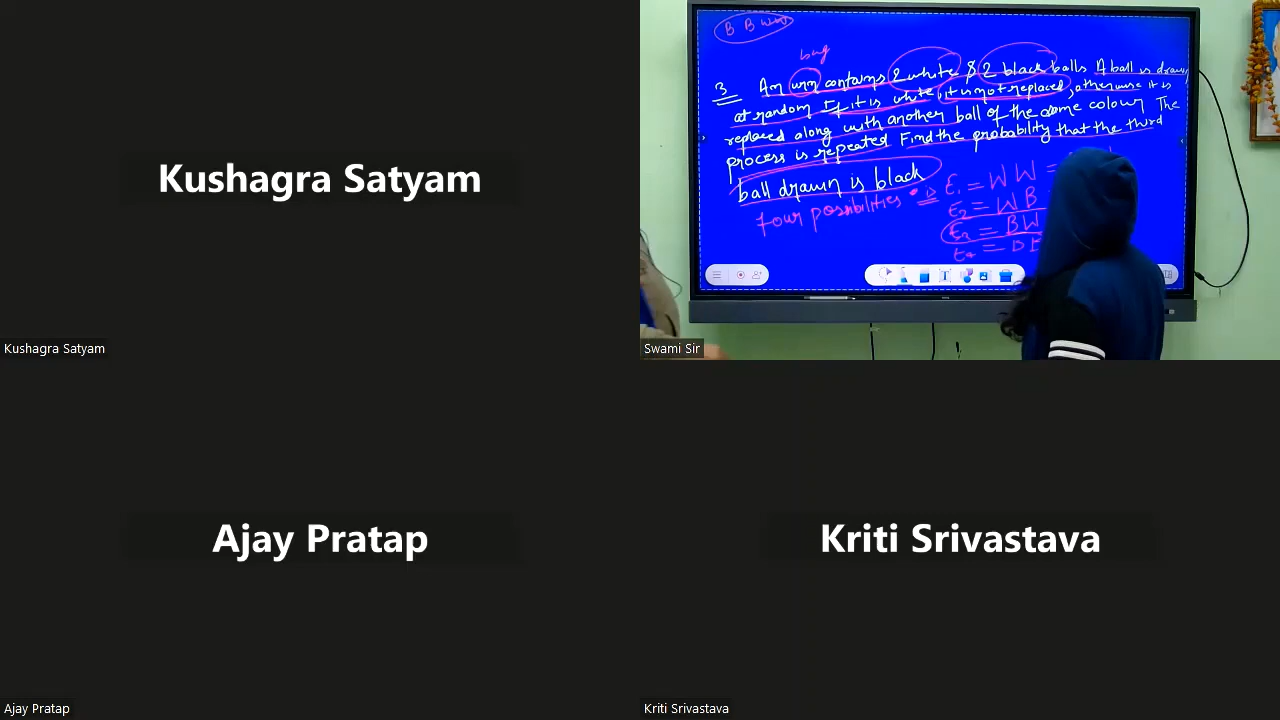 Kushagra Satyam
Kushagra Satyam
B B W W
bag
3 An urn contains 2 white & 2 black balls A ball is drawn
at random If it is white, it is not replaced, otherwise it is
replaced along with another ball of the same colour The
process is repeated Find the probability that the third
ball drawn is black
four possibilities is
E1 = W W =
E2 = W B
E3 = B W
E4 = B
Swami Sir
Ajay Pratap
Ajay Pratap
Kriti Srivastava
Kriti Srivastava